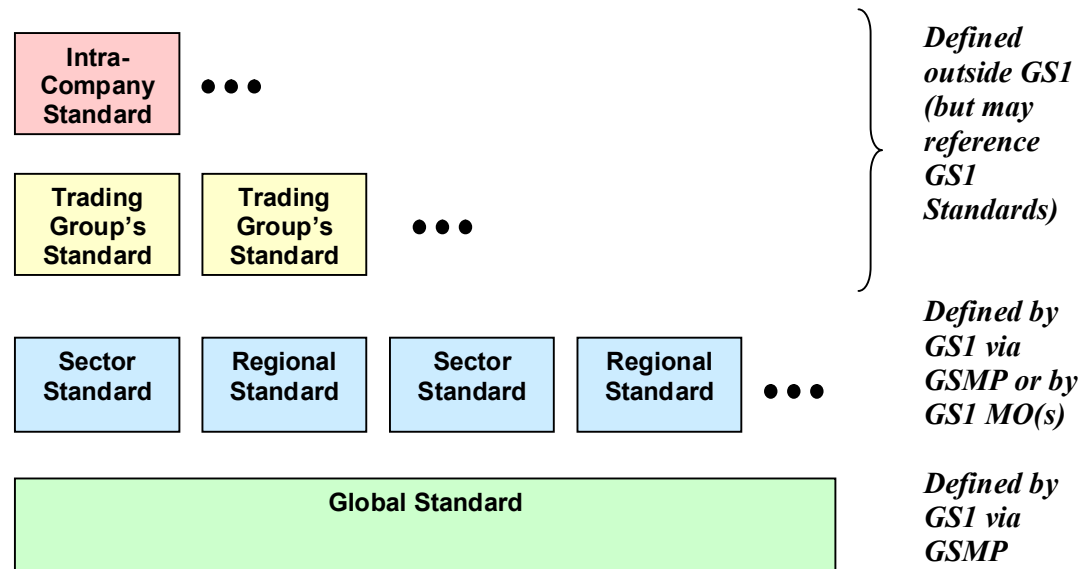 Intra-
Company
Standard
Defined
outside GS1
(but may
reference
GS1
Standards)
Trading
Group’s
Standard
Trading
Group’s
Standard
Sector
Standard
Regional
Standard
Sector
Standard
Regional
Standard
Defined by
GS1 via
GSMP or by
GS1 MO(s)
Global Standard
Defined by
GS1 via
GSMP